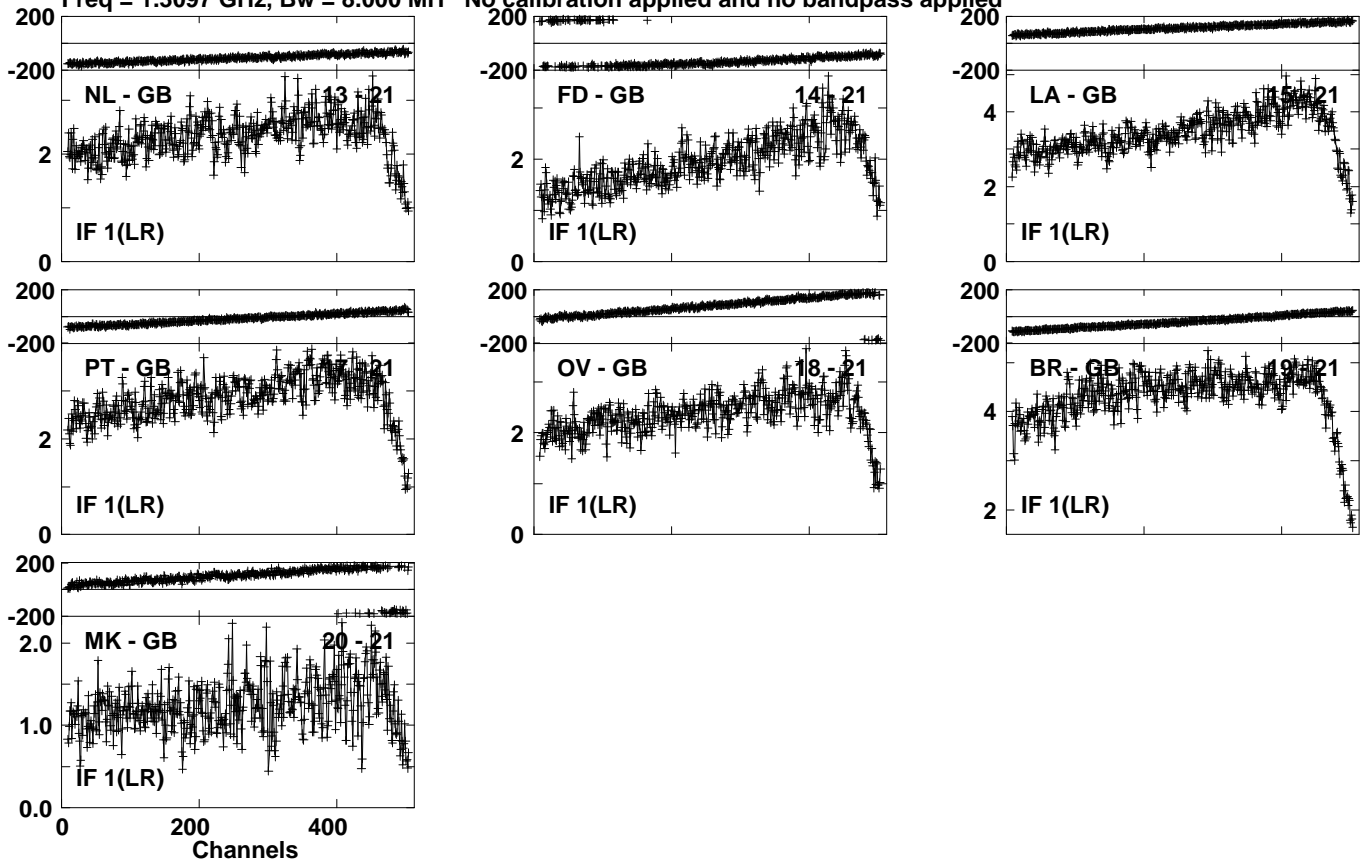 Freq = 1.3097 GHz, Bw = 8.000 MH No calibration applied and no bandpass applied
200
-200
NL - GB 13 - 21
2
0
IF 1(LR)
200
-200
FD - GB 14 - 21
2
0
IF 1(LR)
200
-200
LA - GB 15 - 21
4
2
0
IF 1(LR)
200
-200
PT - GB 17 - 21
2
0
IF 1(LR)
200
-200
OV - GB 18 - 21
2
0
IF 1(LR)
200
-200
BR - GB 19 - 21
4
2
IF 1(LR)
200
-200
MK - GB 20 - 21
2.0
1.0
0.0
IF 1(LR)
0 200 400
Channels